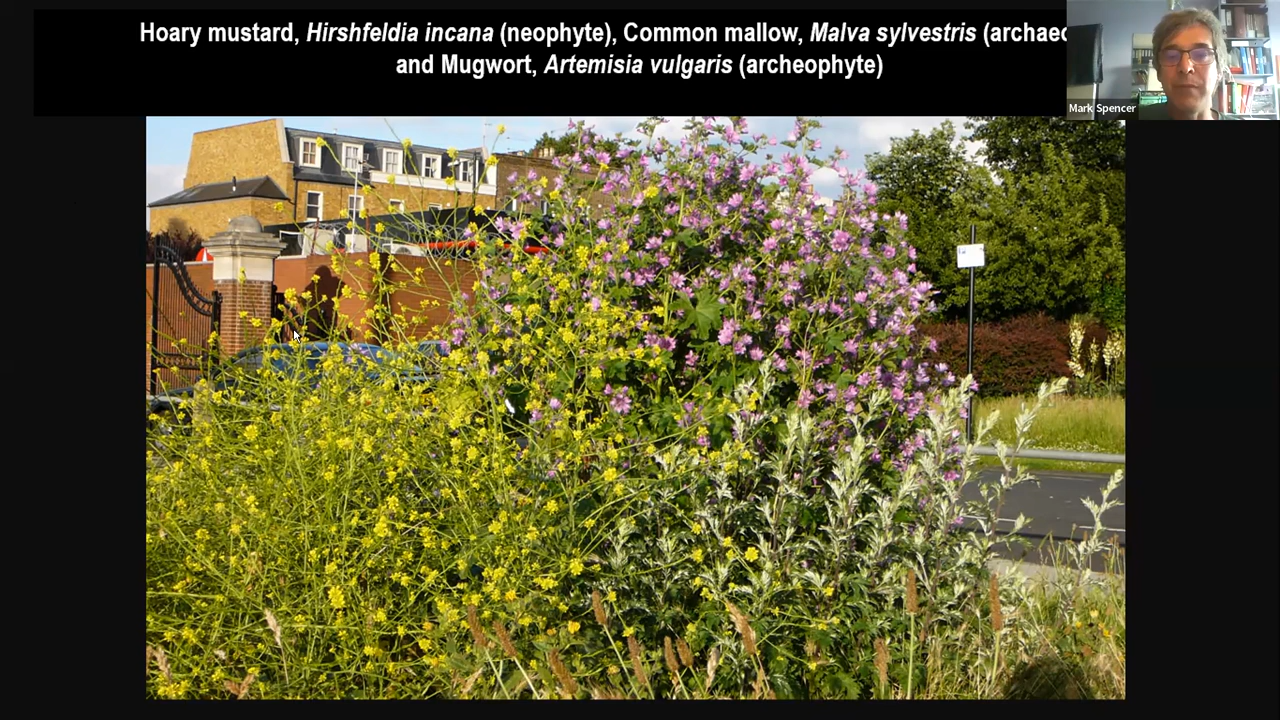 Hoary mustard, Hirshfeldia incana (neophyte), Common mallow, Malva sylvestris (archaeo
and Mugwort, Artemisia vulgaris (archeophyte)
Mark Spencer